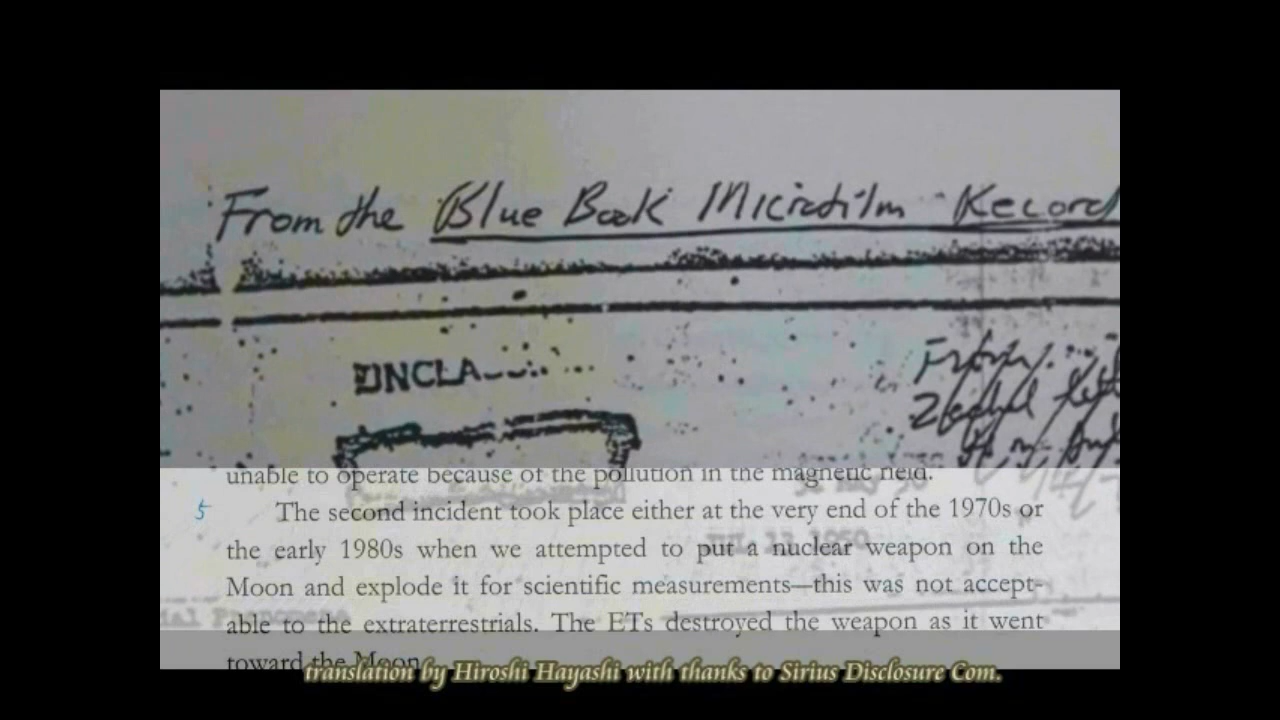 From the Blue Book Microfilm Record
UNCLA
unable to operate because of the pollution in the magnetic field.
5
The second incident took place either at the very end of the 1970s or
the early 1980s when we attempted to put a nuclear weapon on the
Moon and explode it for scientific measurements—this was not accept-
able to the extraterrestrials. The ETs destroyed the weapon as it went
toward the Moon
translation by Hiroshi Hayashi with thanks to Sirius Disclosure Com.